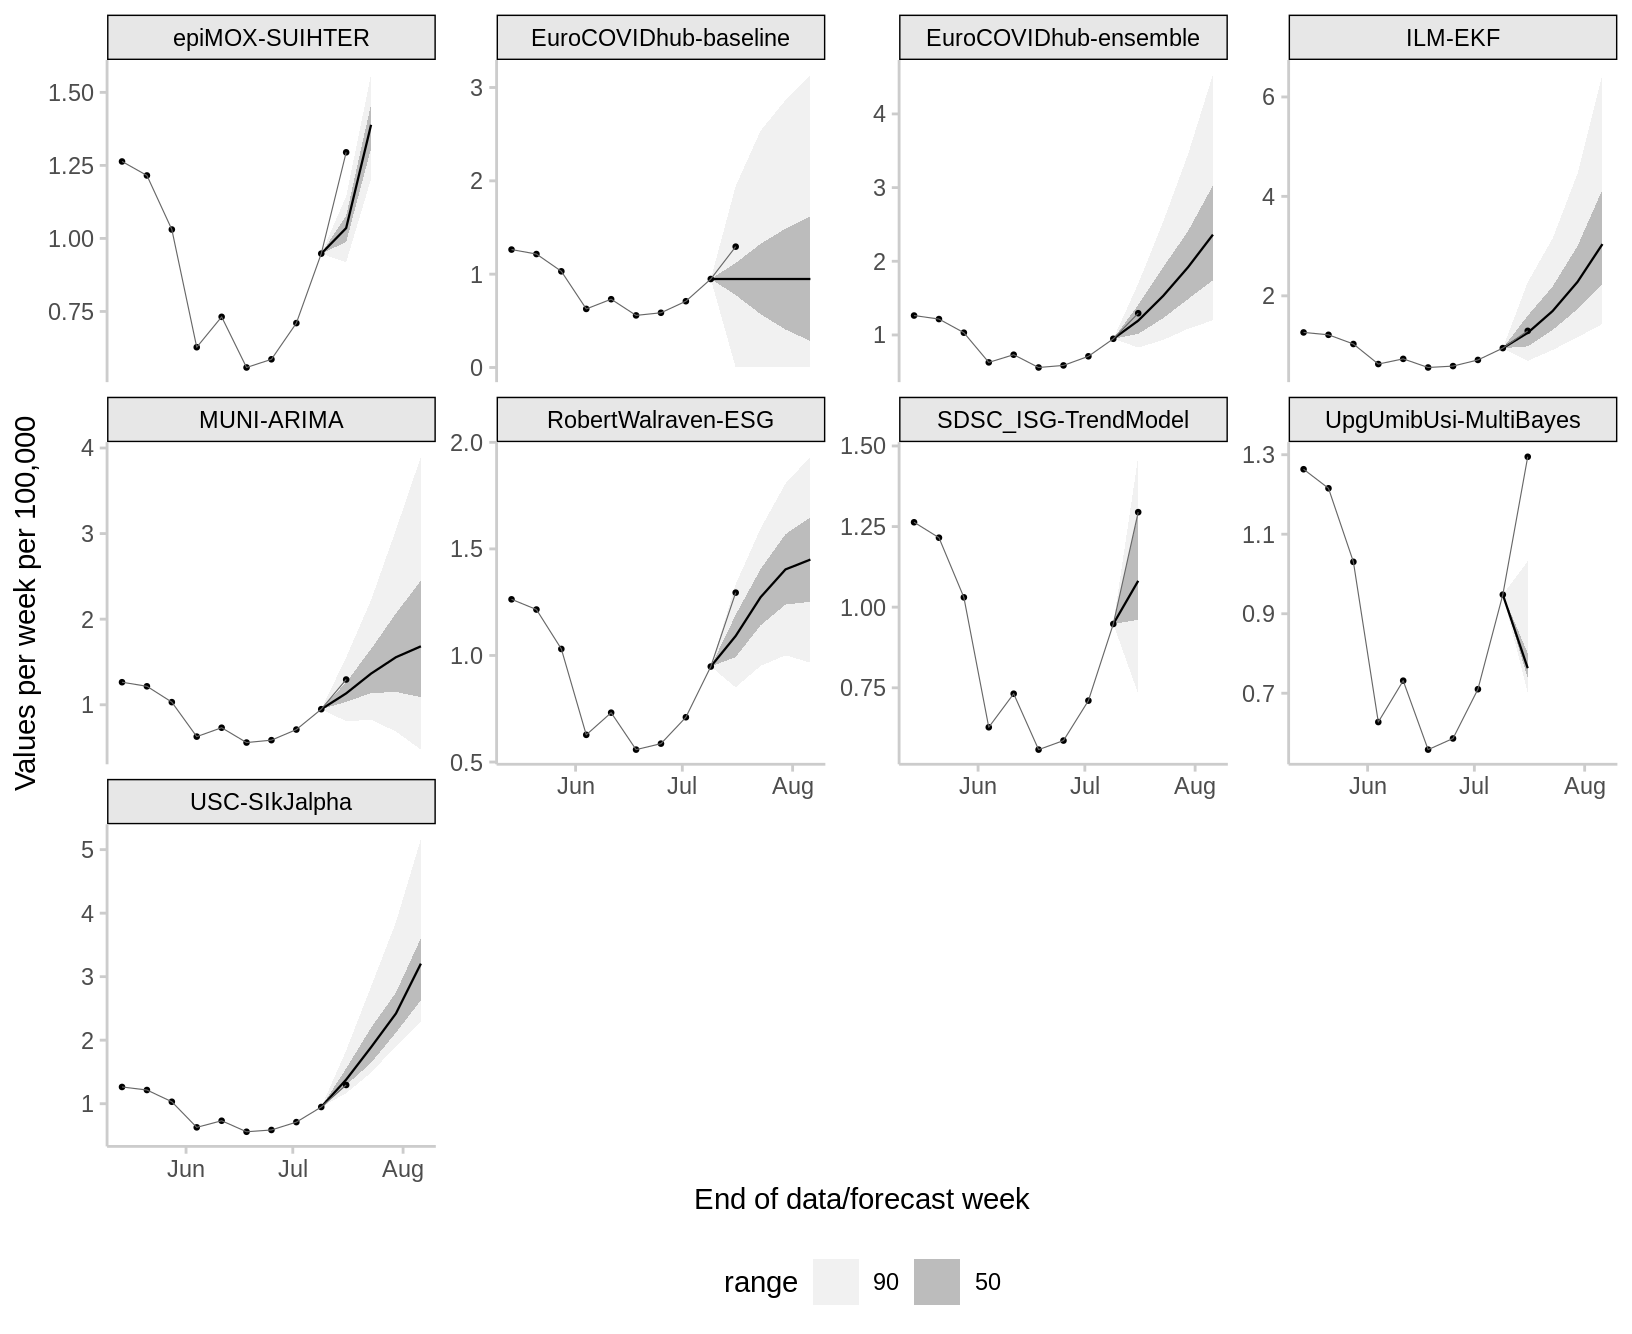 epiMOX-SUIHTER
EuroCOVIDhub-baseline
EuroCOVIDhub-ensemble
ILM-EKF
1.50
1.25
1.00
0.75
3
2
1
0
4
3
2
1
6
4
2
MUNI-ARIMA
RobertWalraven-ESG
SDSC_ISG-TrendModel
UpgUmibUsi-MultiBayes
4
3
2
1
2.0
1.5
1.0
0.5
1.50
1.25
1.00
0.75
1.3
1.1
0.9
0.7
Jun Jul Aug
Jun Jul Aug
Jun Jul Aug
USC-SIkJalpha
5
4
3
2
1
Jun Jul Aug
Values per week per 100,000
End of data/forecast week
range 90 50